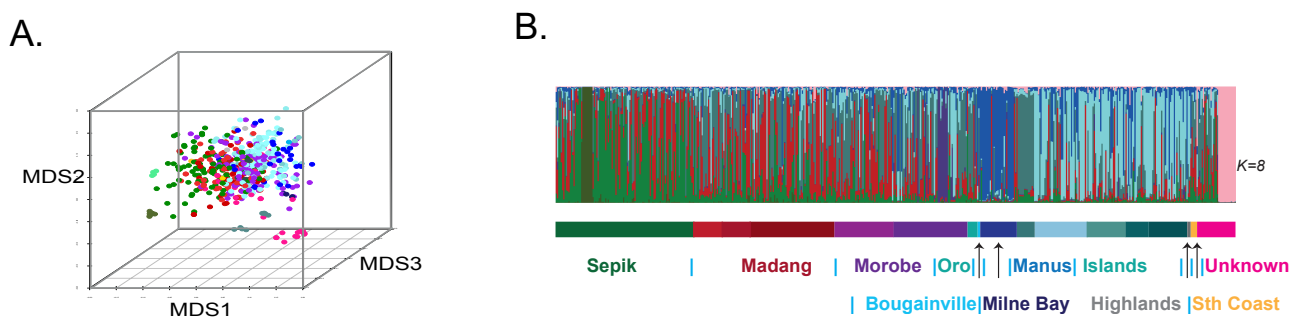 A.
MDS2
MDS3
MDS1
B.
K=8
Sepik | Madang | Morobe |Oro| | |Manus| Islands | | |Unknown
| Bougainville|Milne Bay Highlands |Sth Coast